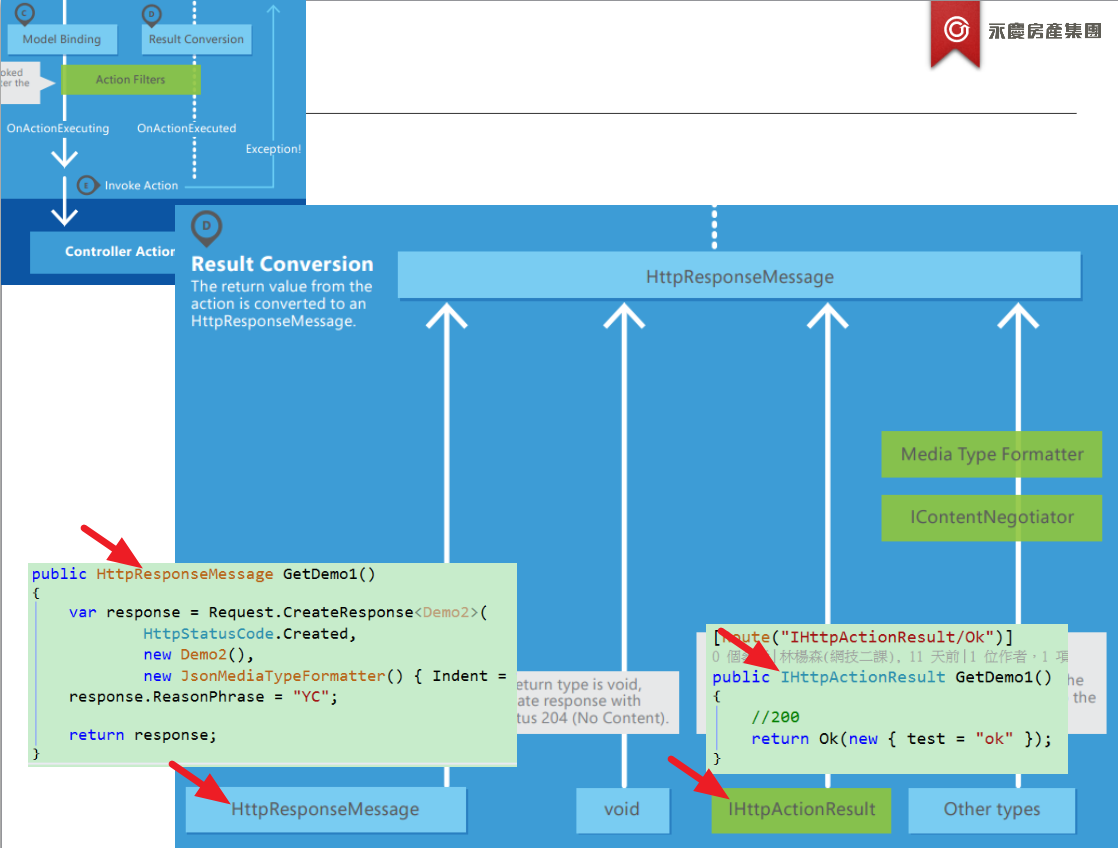 永慶房產集團
C
D
Model Binding
Result Conversion
oked
ter the
Action Filters
OnActionExecuting
OnActionExecuted
Exception!
E
Invoke Action
Controller Action
D
Result Conversion
The return value from the
action is converted to an
HttpResponseMessage.
HttpResponseMessage
Media Type Formatter
IContentNegotiator
public HttpResponseMessage GetDemo1()
{
var response = Request.CreateResponse<Demo2>(
HttpStatusCode.Created,
new Demo2(),
new JsonMediaTypeFormatter() { Indent =
response.ReasonPhrase = "YC";
return response;
}
eturn type is void,
ate response with
tus 204 (No Content).
[Route("IHttpActionResult/Ok")]
0 個 林楊森(網技二課), 11 天前|1 位作者，1 項
public IHttpActionResult GetDemo1()
{
//200
return Ok(new { test = "ok" });
}
he
the
HttpResponseMessage
void
IHttpActionResult
Other types